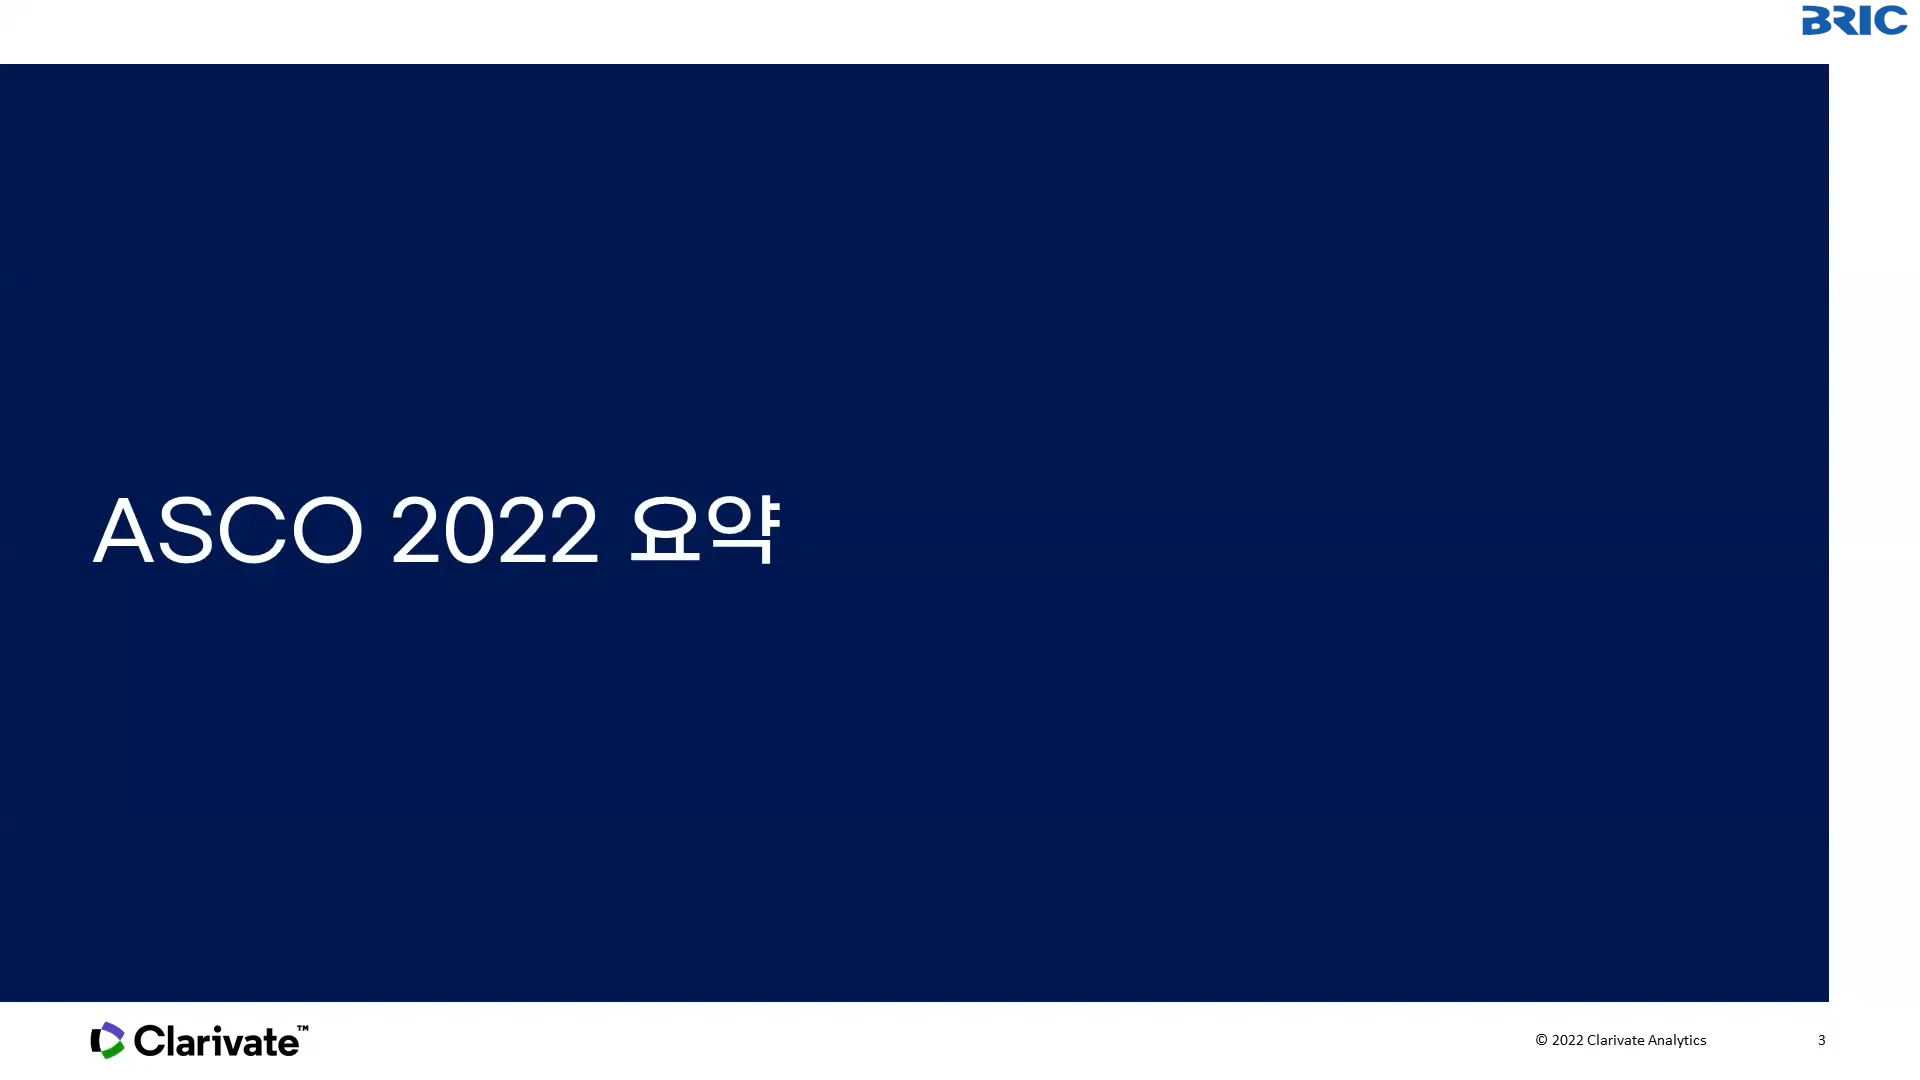 BRIC
ASCO 2022 요약
Clarivate™
© 2022 Clarivate Analytics
3